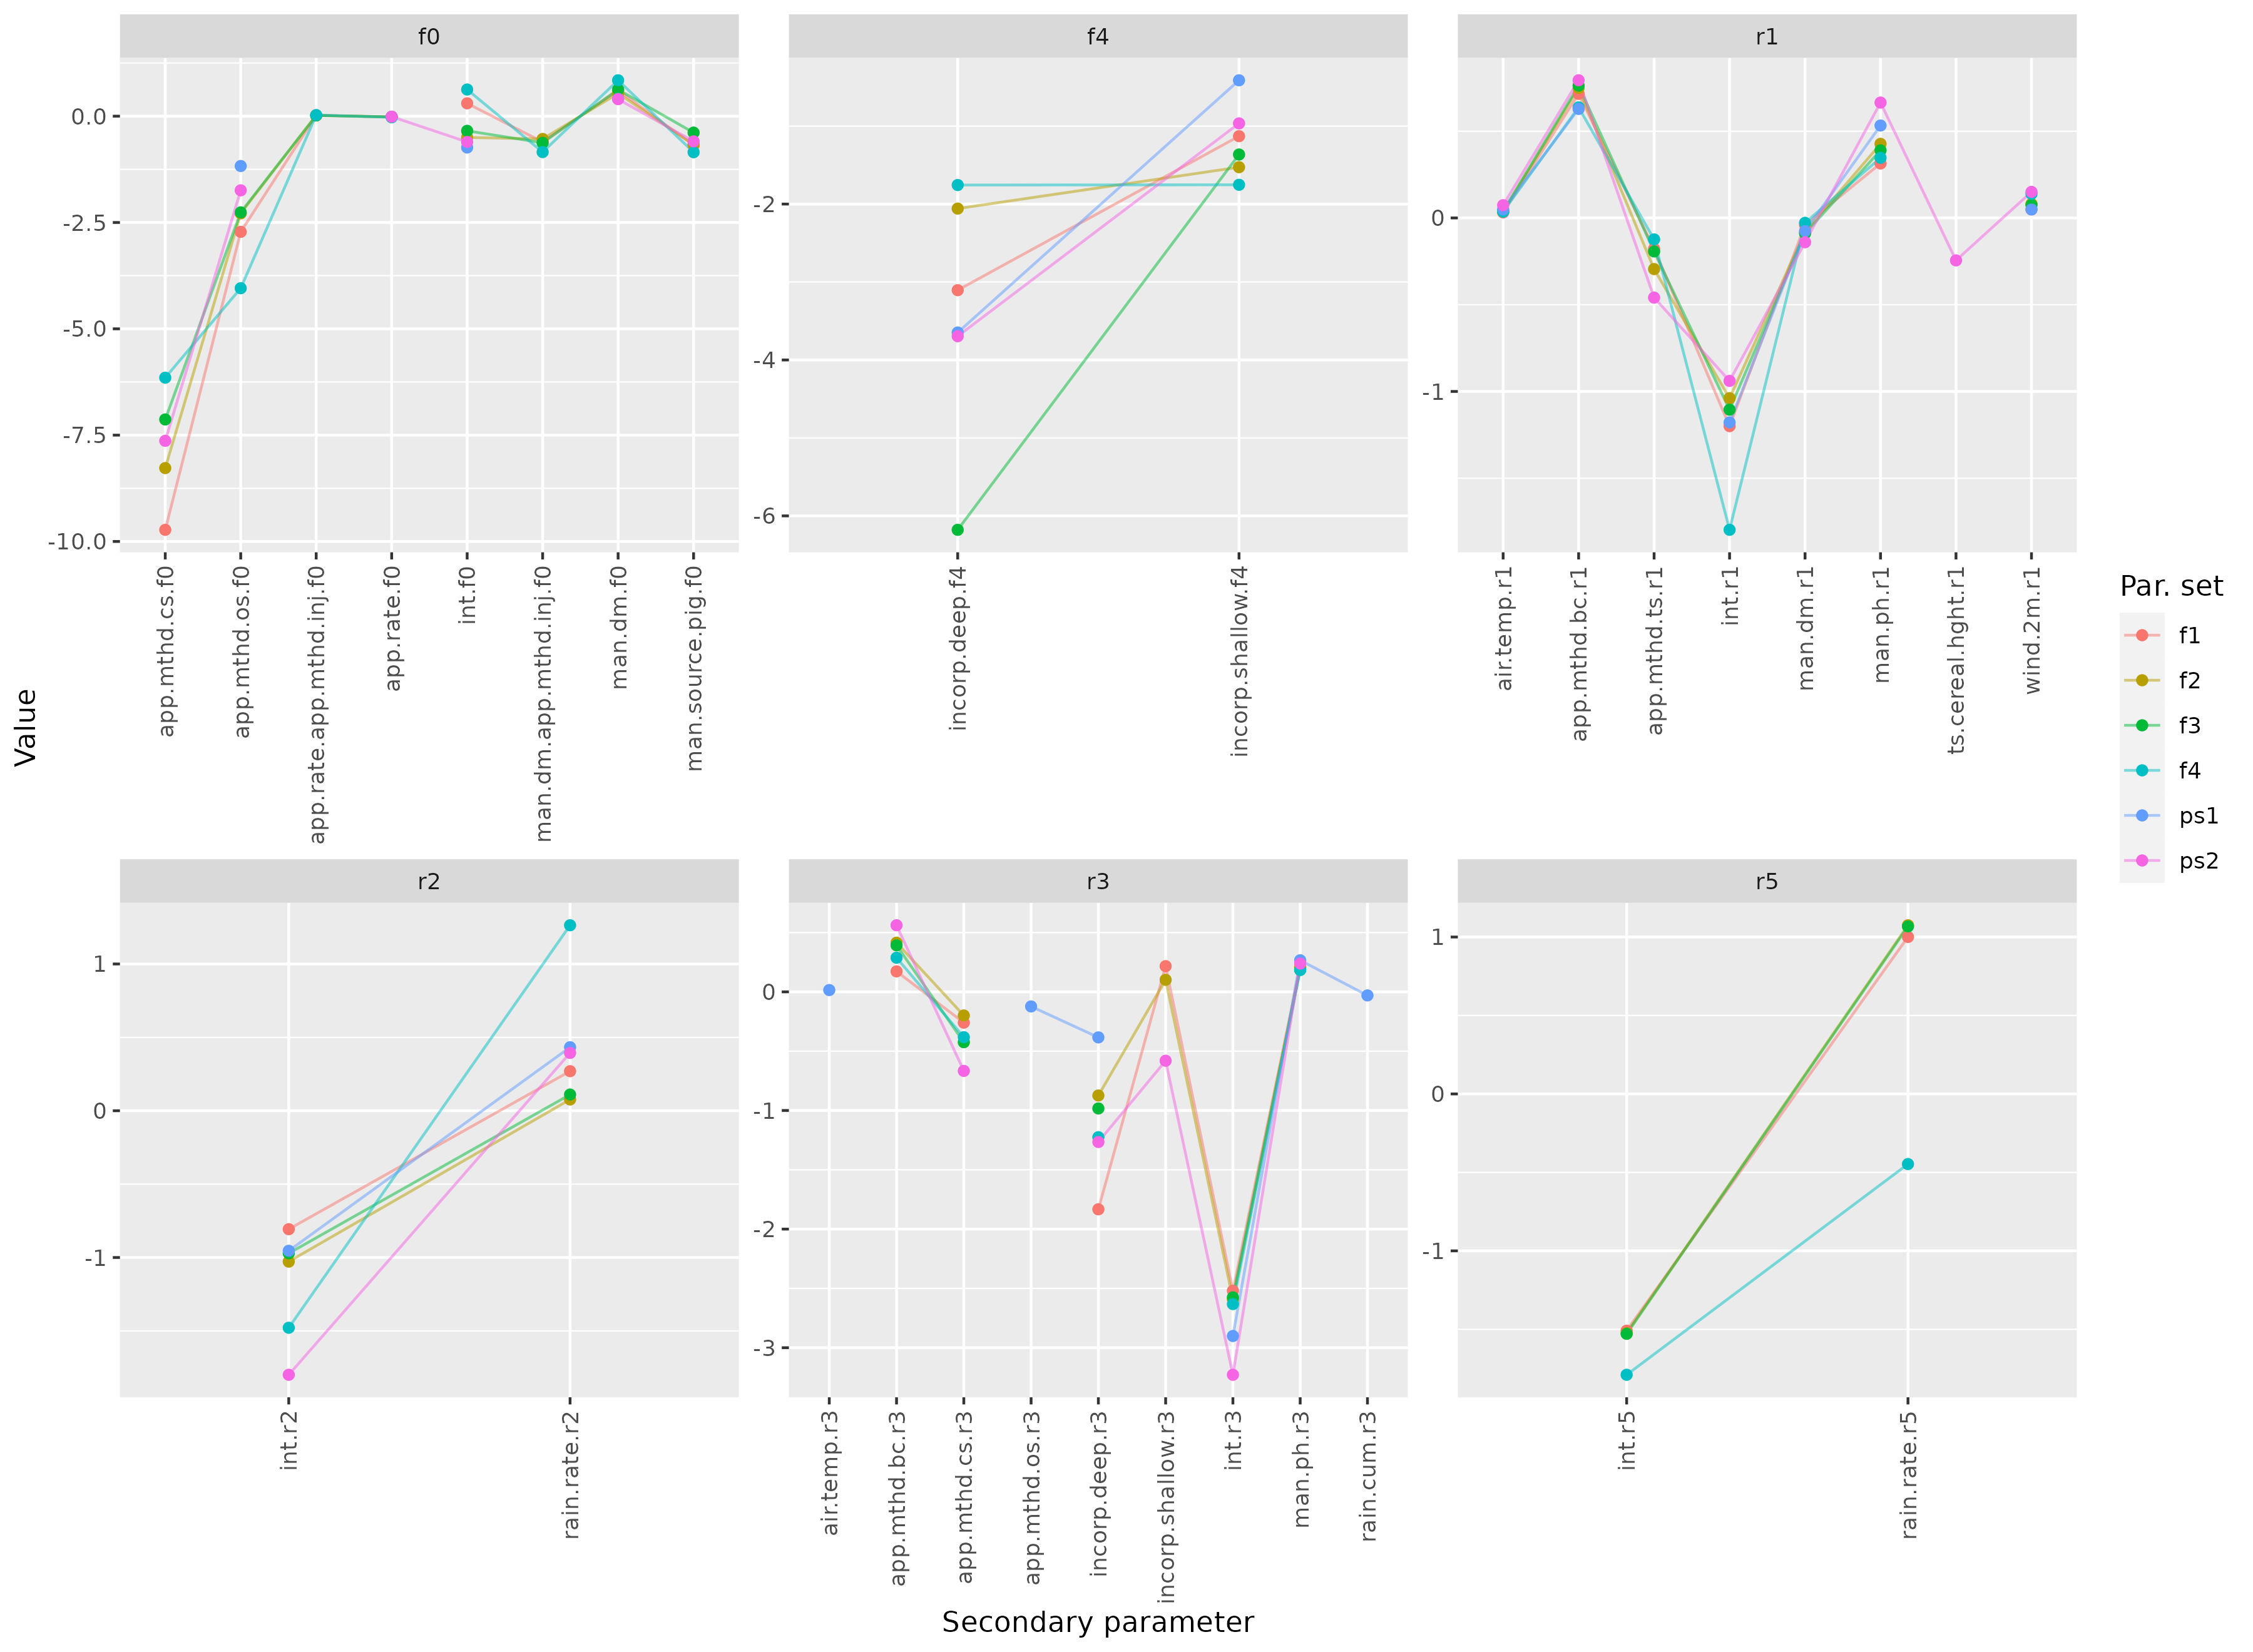 f0
f4
r1
0.0
-2.5
-5.0
-7.5
-10.0
-2
-4
-6
0
-1
app.mthd.cs.f0
app.mthd.os.f0
app.rate.app.mthd.inj.f0
app.rate.f0
int.f0
man.dm.app.mthd.inj.f0
man.dm.f0
man.source.pig.f0
incorp.deep.f4
incorp.shallow.f4
air.temp.r1
app.mthd.bc.r1
app.mthd.ts.r1
int.r1
man.dm.r1
man.ph.r1
ts.cereal.hght.r1
wind.2m.r1
Value
Par. set
f1
f2
f3
f4
ps1
ps2
r2
r3
r5
1
0
-1
0
-1
-2
-3
1
0
-1
int.r2
rain.rate.r2
air.temp.r3
app.mthd.bc.r3
app.mthd.cs.r3
app.mthd.os.r3
incorp.deep.r3
incorp.shallow.r3
int.r3
man.ph.r3
rain.cum.r3
int.r5
rain.rate.r5
Secondary parameter